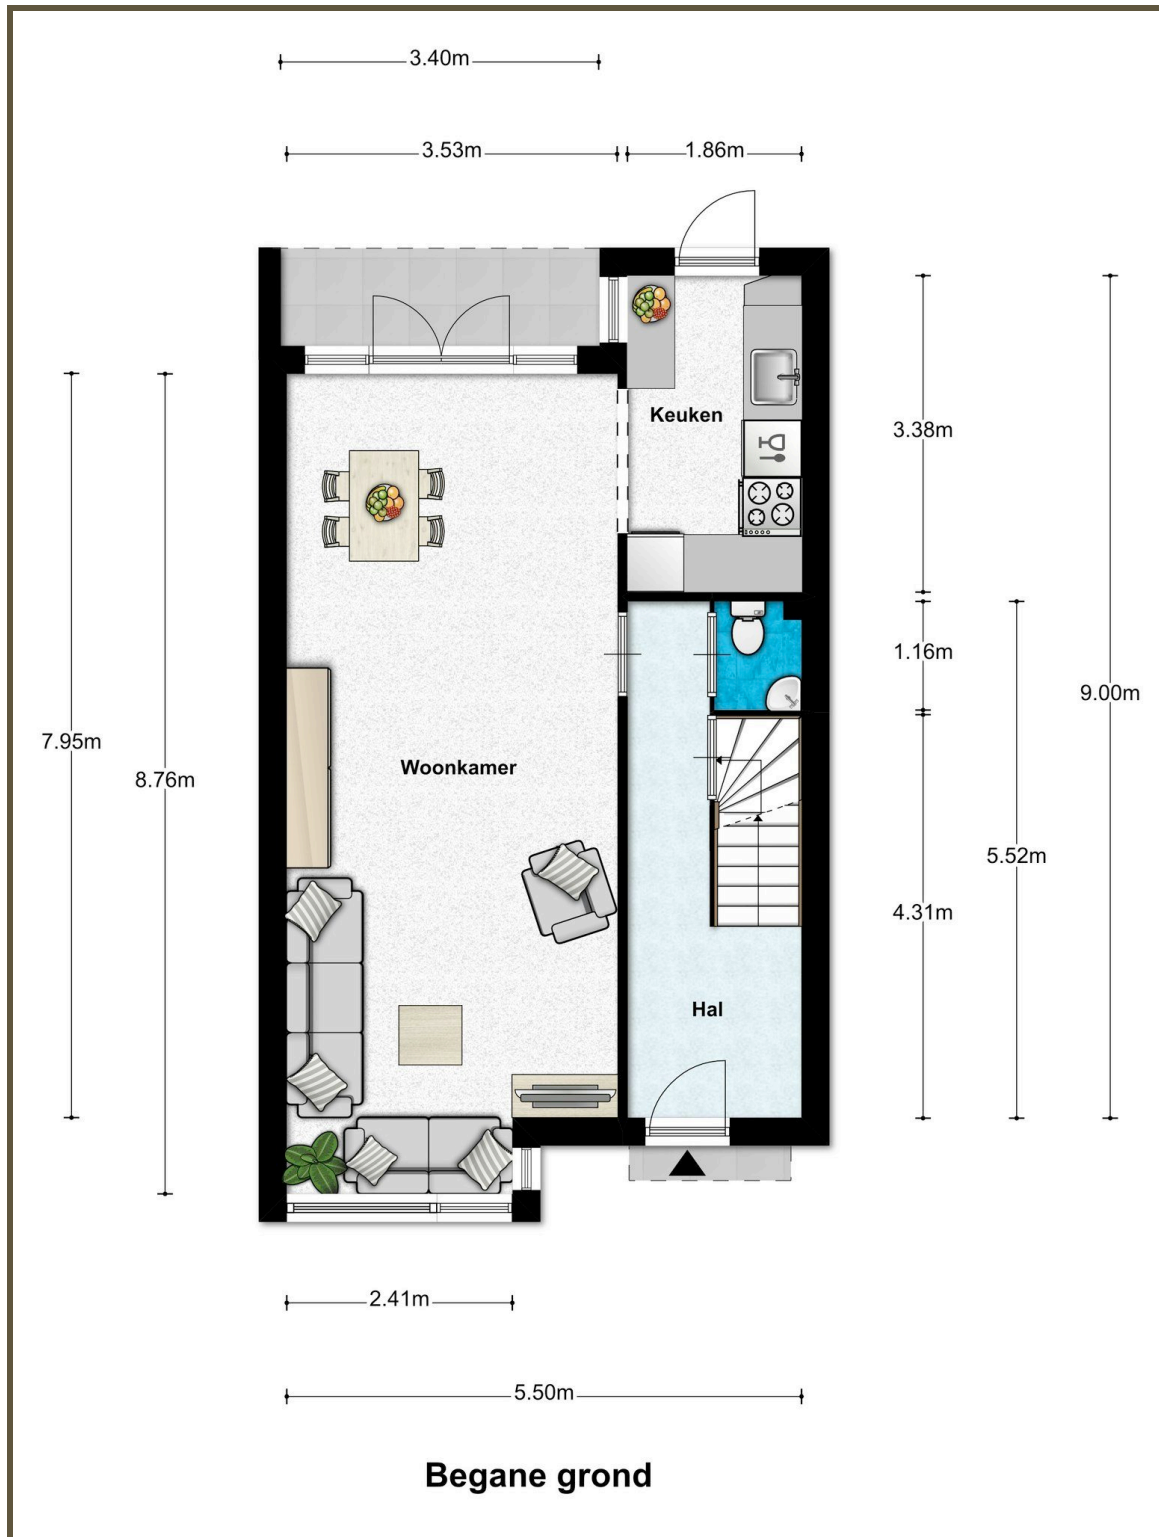 3.40m
3.53m
1.86m
Keuken
3.38m
1.16m
9.00m
7.95m
Woonkamer
8.76m
5.52m
4.31m
Hal
2.41m
5.50m
Begane grond